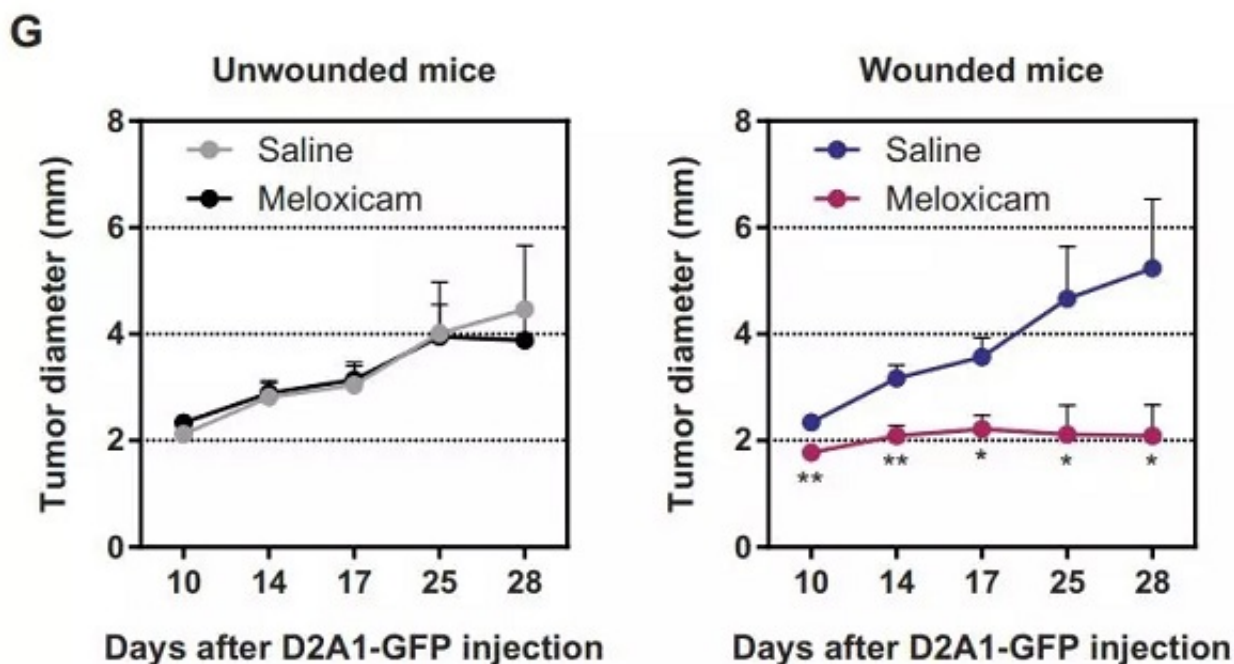 G
Unwounded mice
8
6
4
2
0
Tumor diameter (mm)
Saline
Meloxicam
10 14 17 25 28
Days after D2A1-GFP injection
Wounded mice
8
6
4
2
0
Tumor diameter (mm)
Saline
Meloxicam
** ** * * *
10 14 17 25 28
Days after D2A1-GFP injection